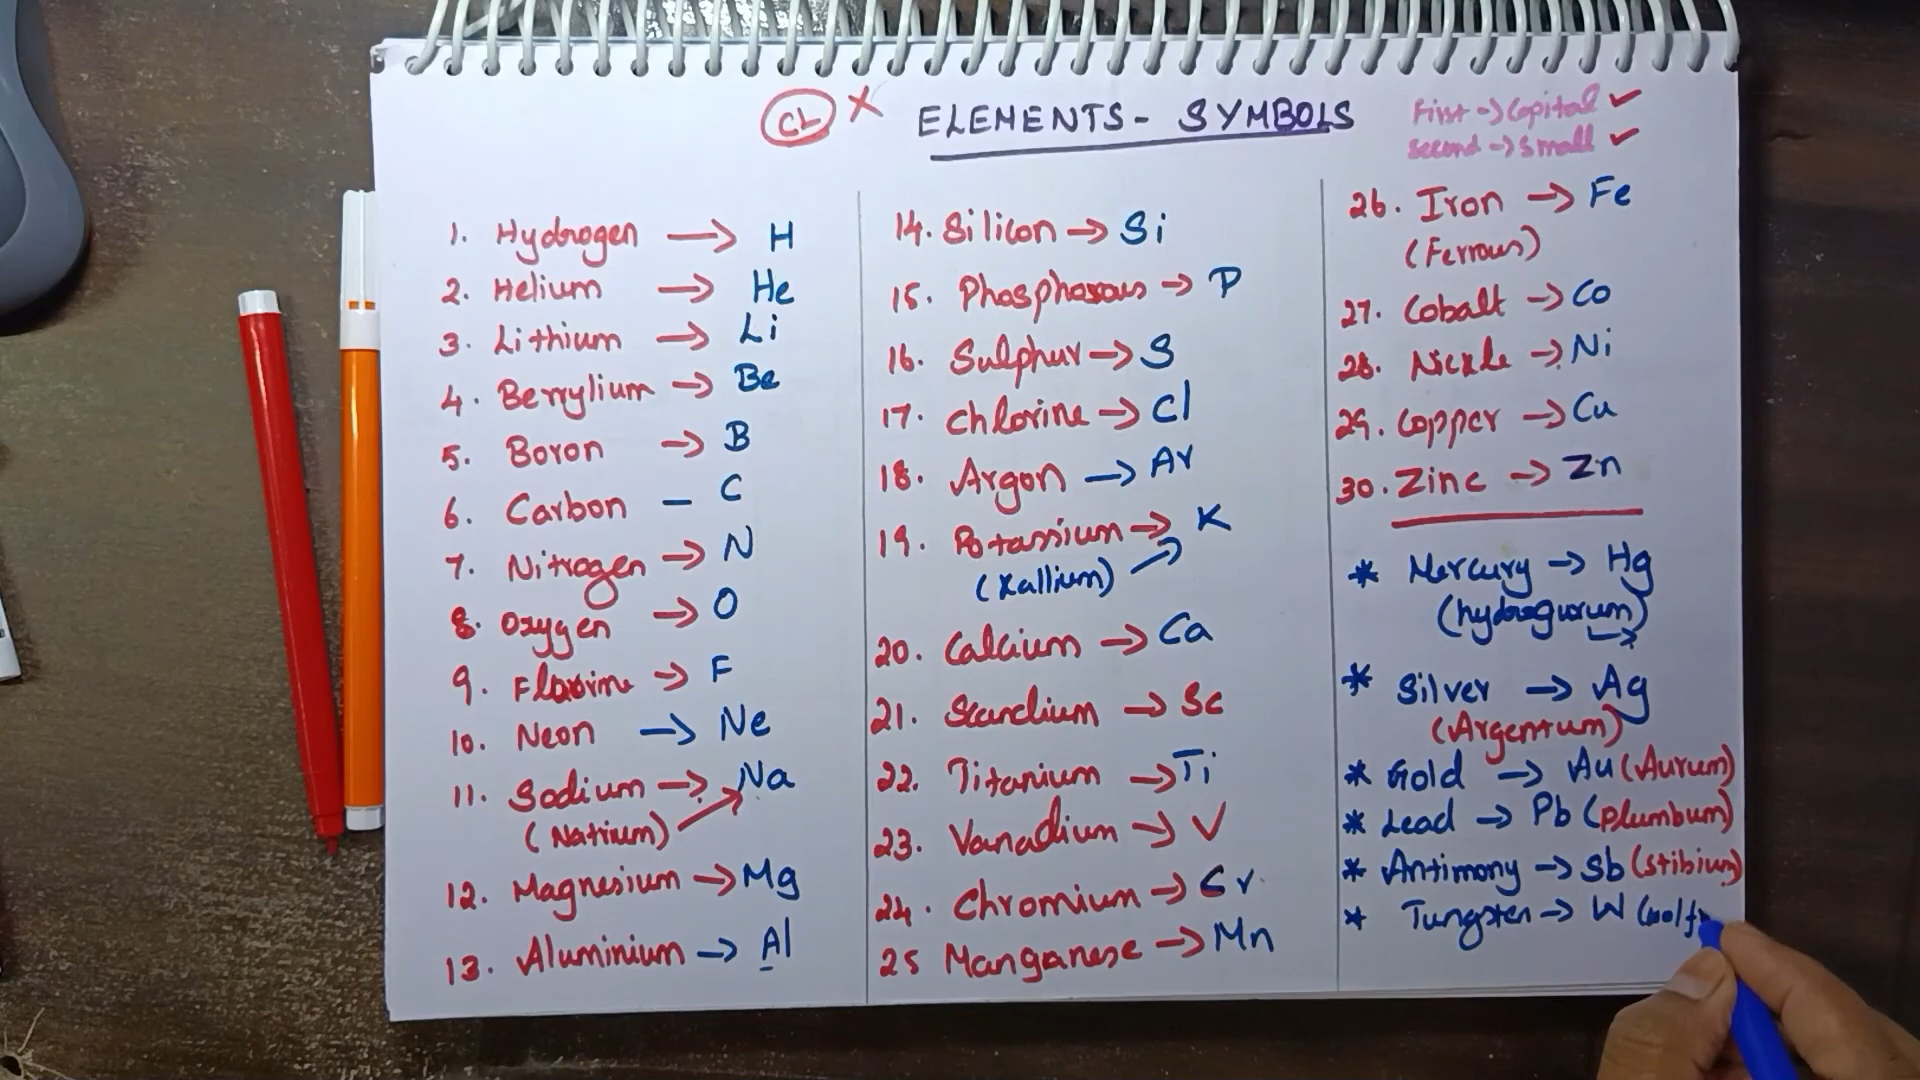 CL X ELEMENTS- SYMBOLS
First -> Capital ✓
Second -> Small ✓
1. Hydrogen → H
2. Helium → He
3. Lithium → Li
4. Berrylium → Be
5. Boron → B
6. Carbon – C
7. Nitrogen → N
8. Oxygen → O
9. → F
10. Neon → Ne
11. Sodium → Na
(Natrium)
12. Magnesium → Mg
13. Aluminium → Al
14. Silicon → Si
15. Phosphorous → P
16. Sulphur → S
17. Chlorine → Cl
18. Argon → Ar
19. Potassium → K
(Kallium)
20. Calcium → Ca
21. Scandium → Sc
22. Titanium → Ti
23. Vanadium → V
24. Chromium → Cr
25 Manganese → Mn
26. Iron → Fe
(Ferrous)
27. Cobalt → Co
28. Nickle → Ni
29. Copper → Cu
30. Zinc → Zn
* Mercury → Hg
(hydragurum)
* Silver → Ag
(Argentum)
* Gold → Au (Aurum)
* Lead → Pb (Plumbum)
* Antimony → Sb (Stibium)
* Tungsten → W (Wolf